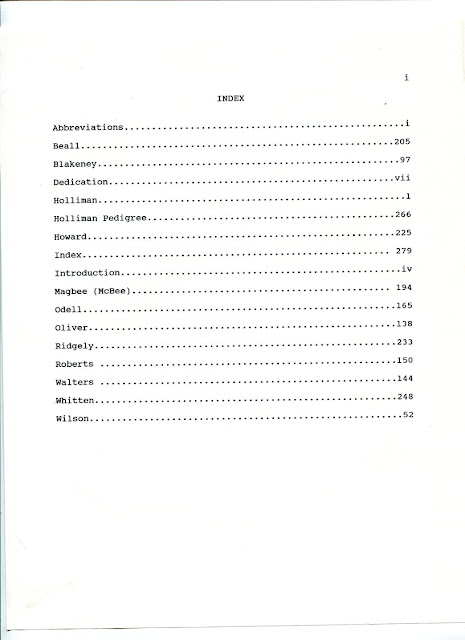 i
INDEX
Abbreviations..................................................i
Beall.......................................................205
Blakeney.....................................................97
Dedication..................................................vii
Holliman......................................................1
Holliman Pedigree...........................................266
Howard......................................................225
Index...................................................... 279
Introduction.................................................iv
Magbee (McBee)............................................. 194
Odell.......................................................165
Oliver......................................................138
Ridgely.....................................................233
Roberts ....................................................150
Walters ....................................................144
Whitten.....................................................248
Wilson.......................................................52